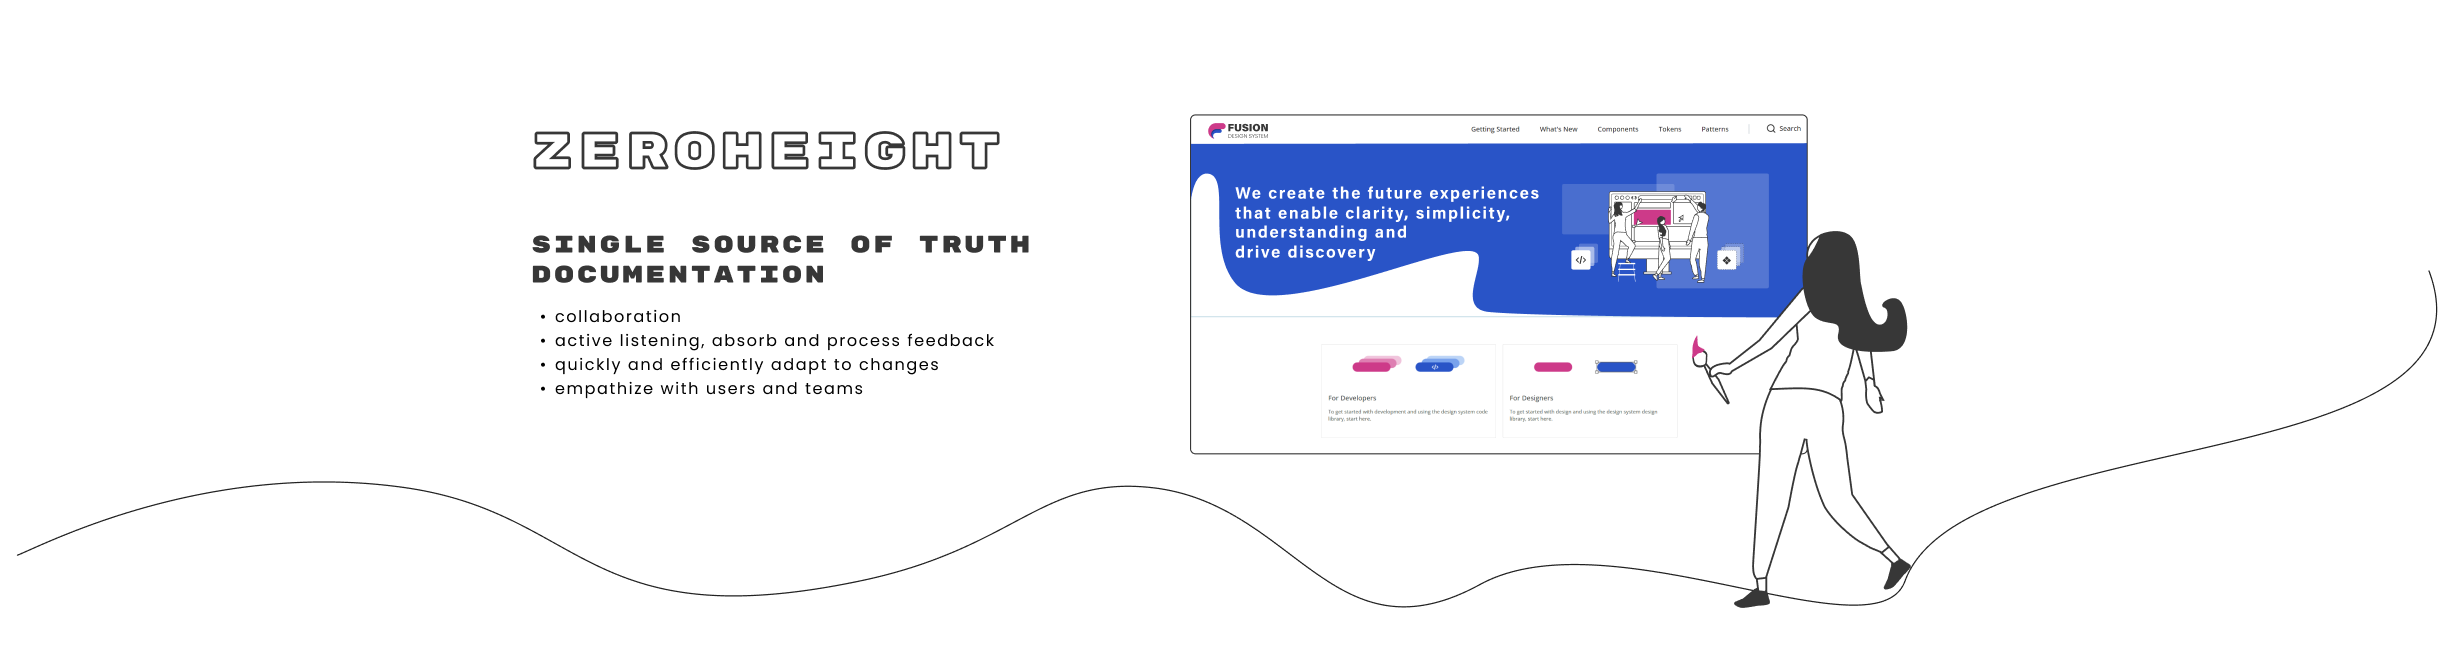 ZEROHEIGHT
SINGLE SOURCE OF TRUTH
DOCUMENTATION
• collaboration
• active listening, absorb and process feedback
• quickly and efficiently adapt to changes
• empathize with users and teams
FUSION
DESIGN SYSTEM
Getting Started
What's New
Components
Tokens
Patterns
Search
We create the future experiences
that enable clarity, simplicity,
understanding and
drive discovery
</>
</>
For Developers
To get started with development and using the design system code
library, start here.
For Designers
To get started with design and using the design system design
library, start here.